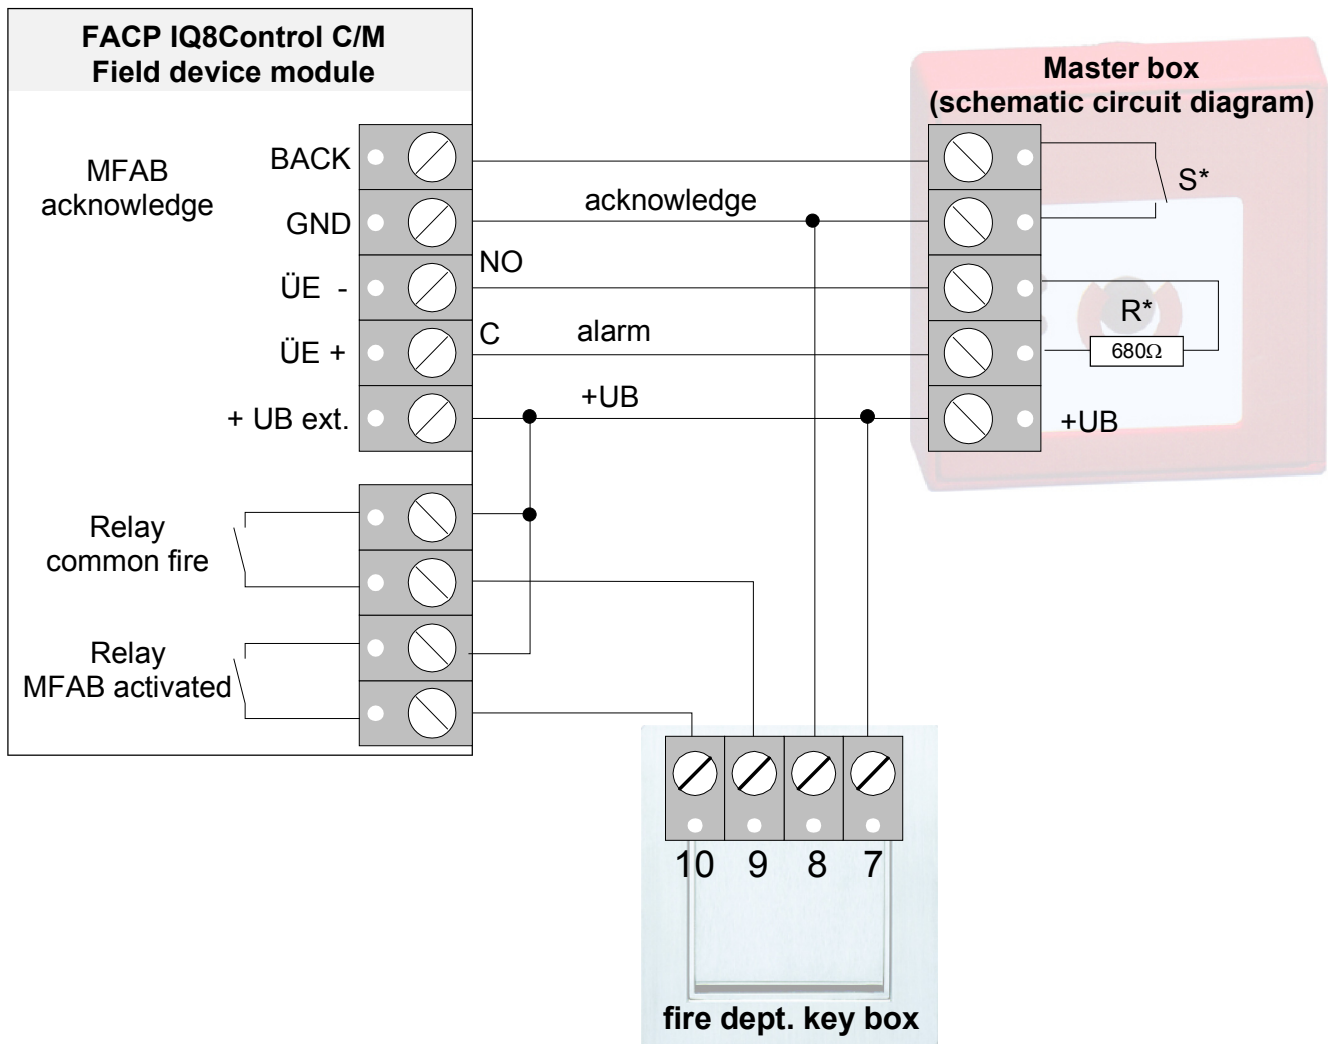 FACP IQ8Control C/M
Field device module
MFAB
acknowledge
BACK
GND
ÜE -
ÜE +
+ UB ext.
NO
C
acknowledge
alarm
+UB
Master box
(schematic circuit diagram)
S*
R*
680Ω
+UB
Relay
common fire
Relay
MFAB activated
10 9 8 7
fire dept. key box